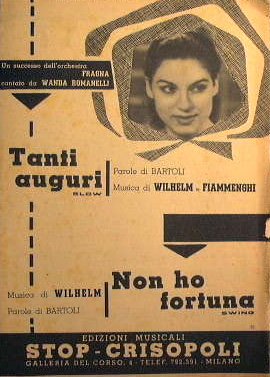 Un successo dell'orchestra
FRAGNA
cantato da WANDA ROMANELLI
Tanti
auguri
SLOW
Parole di BARTOLI
Musica di WILHELM e FIAMMENGHI
Non ho
fortuna
SWING
Musica di WILHELM
Parole di BARTOLI
EDIZIONI MUSICALI
STOP - CRISOPOLI
GALLERIA DEL CORSO, 4 - TELEF. 792.591 - MILANO